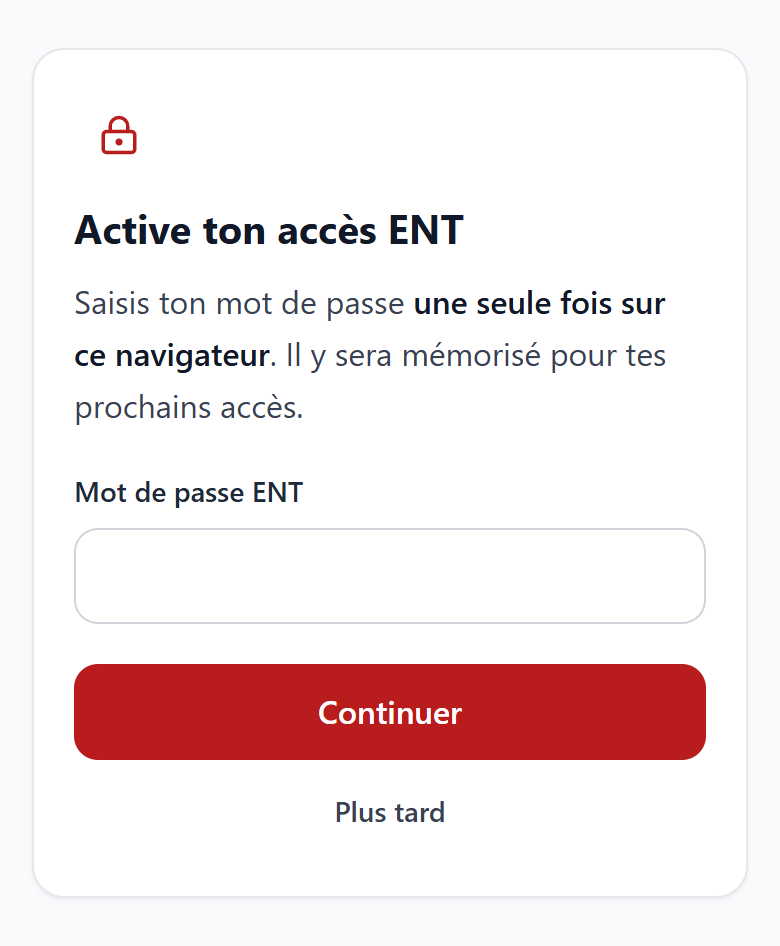 Active ton accès ENT
Saisis ton mot de passe une seule fois sur
ce navigateur. Il y sera mémorisé pour tes
prochains accès.
Mot de passe ENT
Continuer
Plus tard